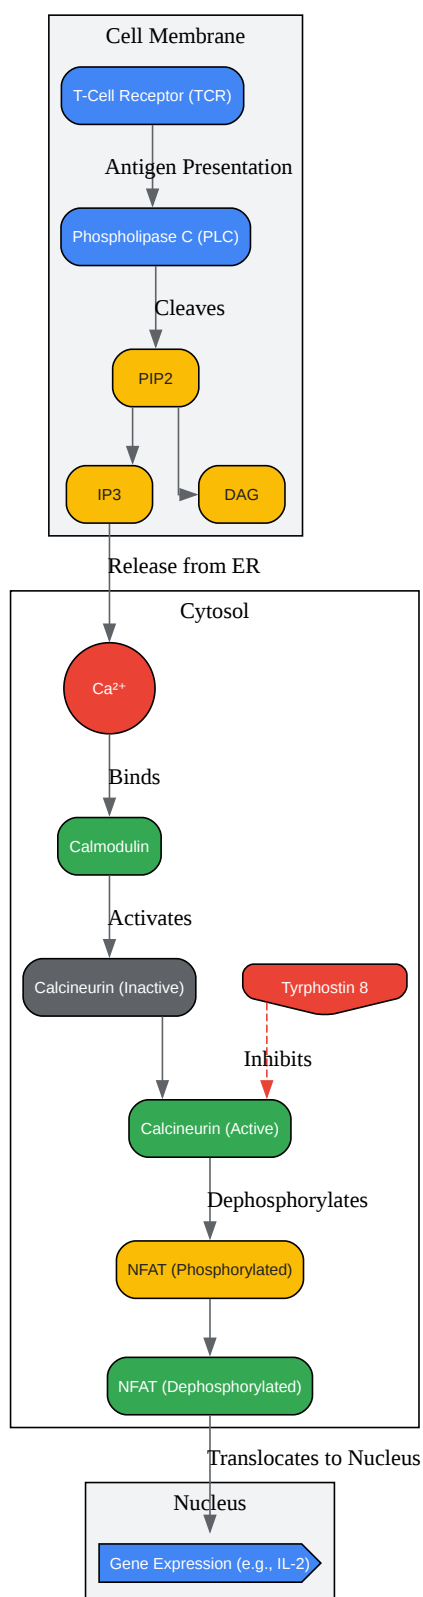 Cell Membrane
T-Cell Receptor (TCR)
Antigen Presentation
Phospholipase C (PLC)
Cleaves
PIP2
IP3
DAG
Release from ER
Cytosol
Ca²⁺
Binds
Calmodulin
Activates
Calcineurin (Inactive)
Tyrphostin 8
Inhibits
Calcineurin (Active)
Dephosphorylates
NFAT (Phosphorylated)
NFAT (Dephosphorylated)
Translocates to Nucleus
Nucleus
Gene Expression (e.g., IL-2)